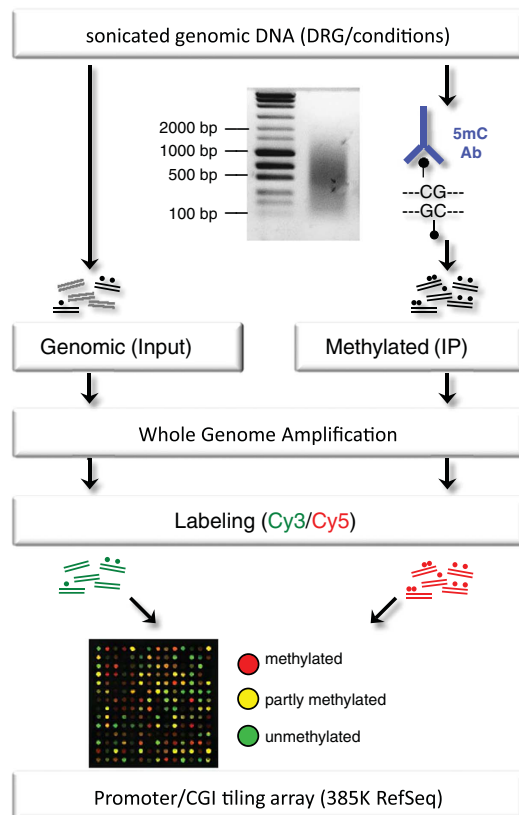 sonicated genomic DNA (DRG/conditions)
2000 bp
1000 bp
500 bp
100 bp
5mC
Ab
---CG---
---GC---
Genomic (Input)
Methylated (IP)
Whole Genome Amplification
Labeling (Cy3/Cy5)
methylated
partly methylated
unmethylated
Promoter/CGI tiling array (385K RefSeq)